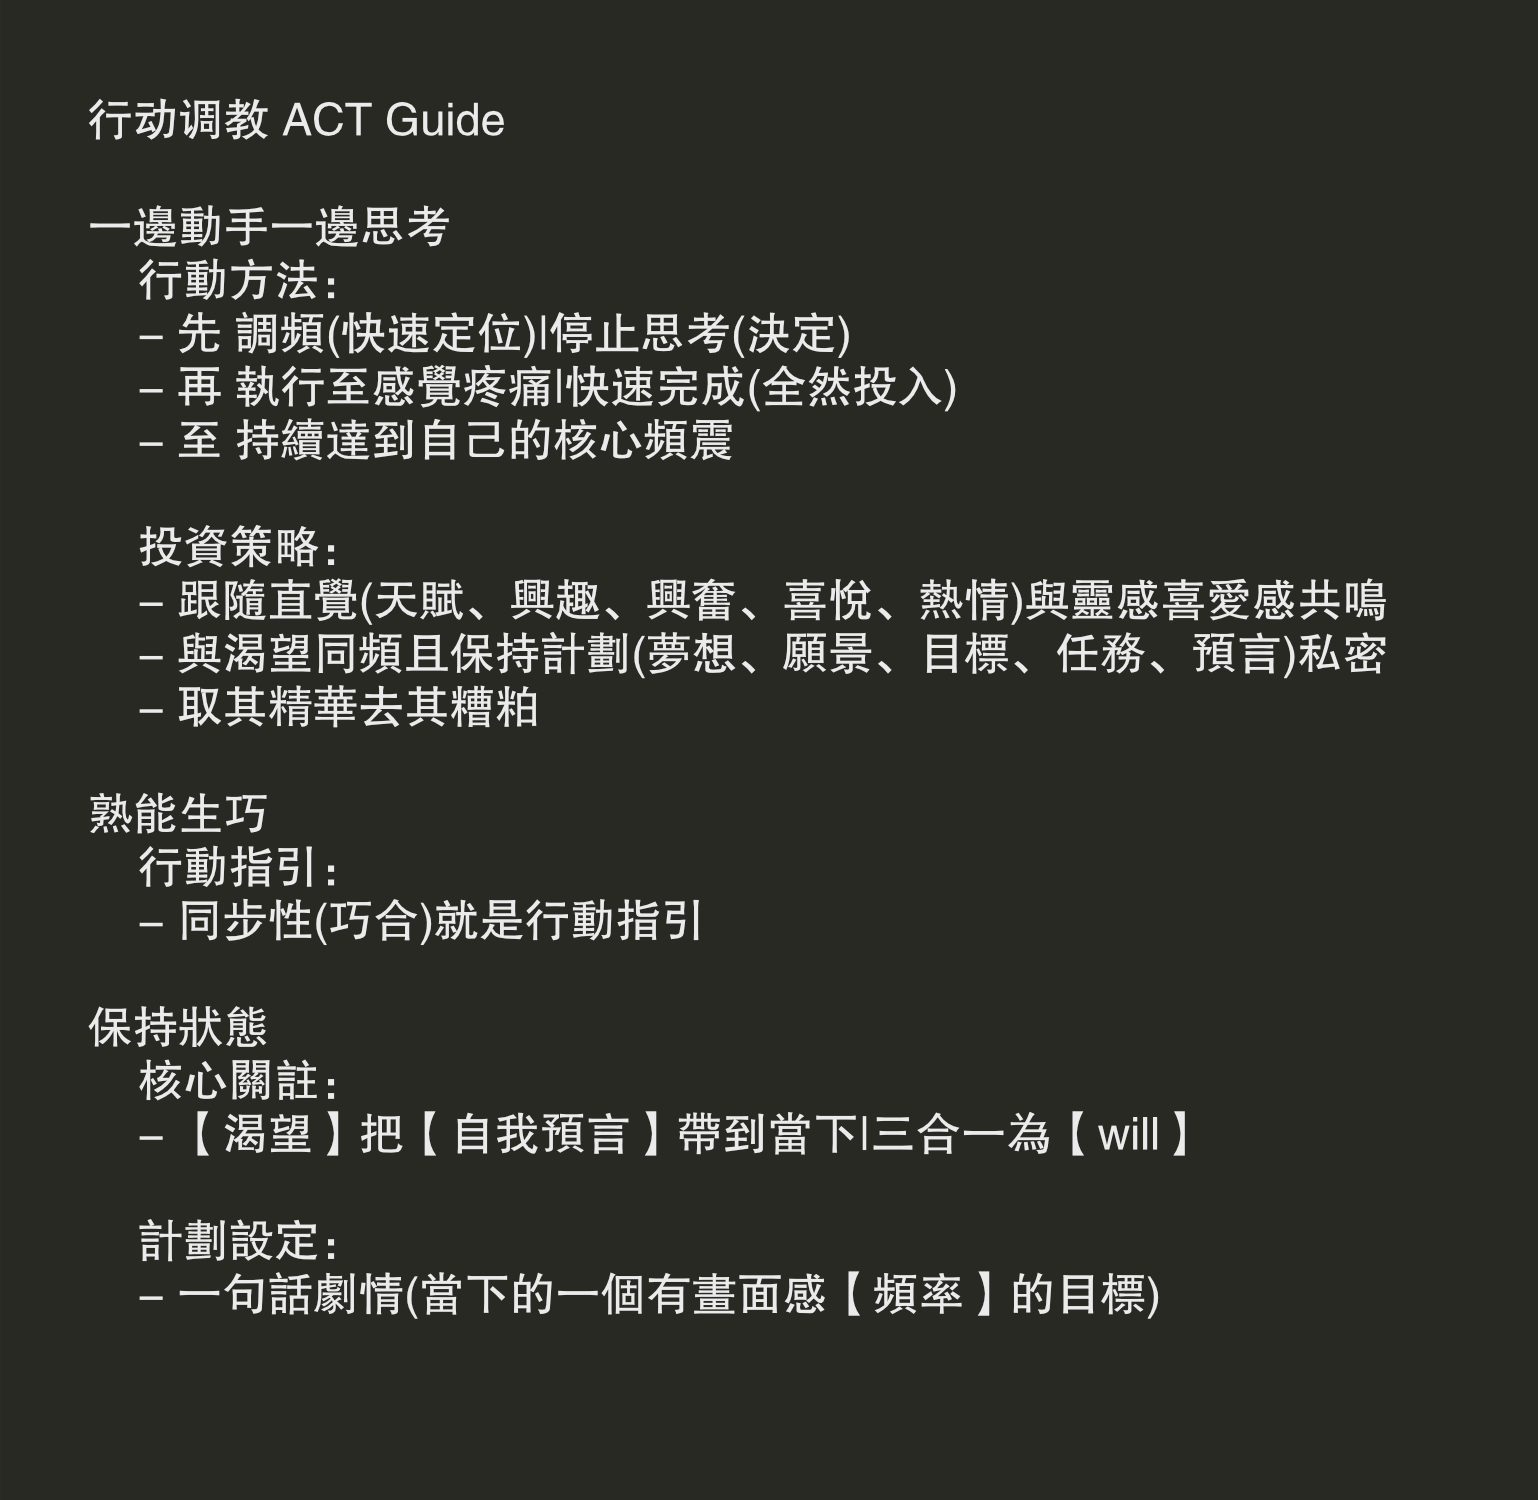 行动调教 ACT Guide
一邊動手一邊思考
行動方法：
– 先 調頻(快速定位)|停止思考(決定)
– 再 執行至感覺疼痛|快速完成(全然投入)
– 至 持續達到自己的核心頻震
投資策略：
– 跟隨直覺(天賦、興趣、興奮、喜悅、熱情)與靈感喜愛感共鳴
– 與渴望同頻且保持計劃(夢想、願景、目標、任務、預言)私密
– 取其精華去其糟粕
熟能生巧
行動指引：
– 同步性(巧合)就是行動指引
保持狀態
核心關註：
– 【渴望】把【自我預言】帶到當下|三合一為【will】
計劃設定：
– 一句話劇情(當下的一個有畫面感【頻率】的目標)